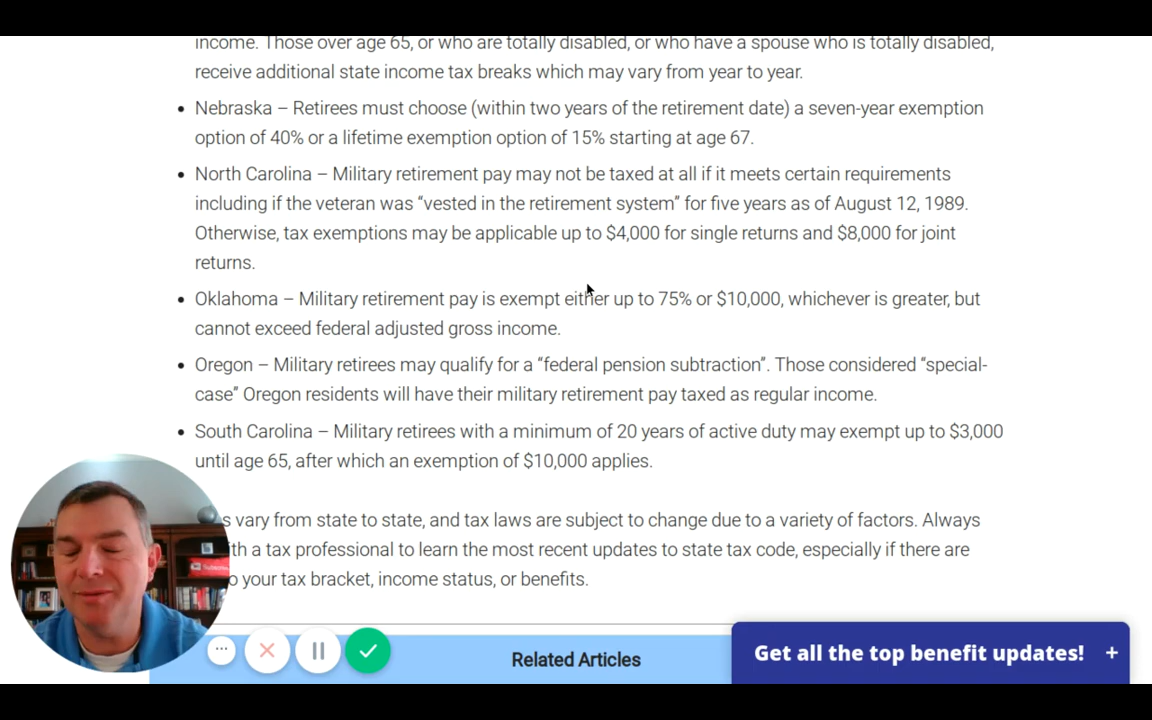 income. Those over age 65, or who are totally disabled, or who have a spouse who is totally disabled,
receive additional state income tax breaks which may vary from year to year.
• Nebraska – Retirees must choose (within two years of the retirement date) a seven-year exemption
option of 40% or a lifetime exemption option of 15% starting at age 67.
• North Carolina – Military retirement pay may not be taxed at all if it meets certain requirements
including if the veteran was “vested in the retirement system” for five years as of August 12, 1989.
Otherwise, tax exemptions may be applicable up to $4,000 for single returns and $8,000 for joint
returns.
• Oklahoma – Military retirement pay is exempt either up to 75% or $10,000, whichever is greater, but
cannot exceed federal adjusted gross income.
• Oregon – Military retirees may qualify for a “federal pension subtraction”. Those considered “special-
case” Oregon residents will have their military retirement pay taxed as regular income.
• South Carolina – Military retirees with a minimum of 20 years of active duty may exempt up to $3,000
until age 65, after which an exemption of $10,000 applies.
vary from state to state, and tax laws are subject to change due to a variety of factors. Always
a tax professional to learn the most recent updates to state tax code, especially if there are
your tax bracket, income status, or benefits.
Related Articles
Get all the top benefit updates! +